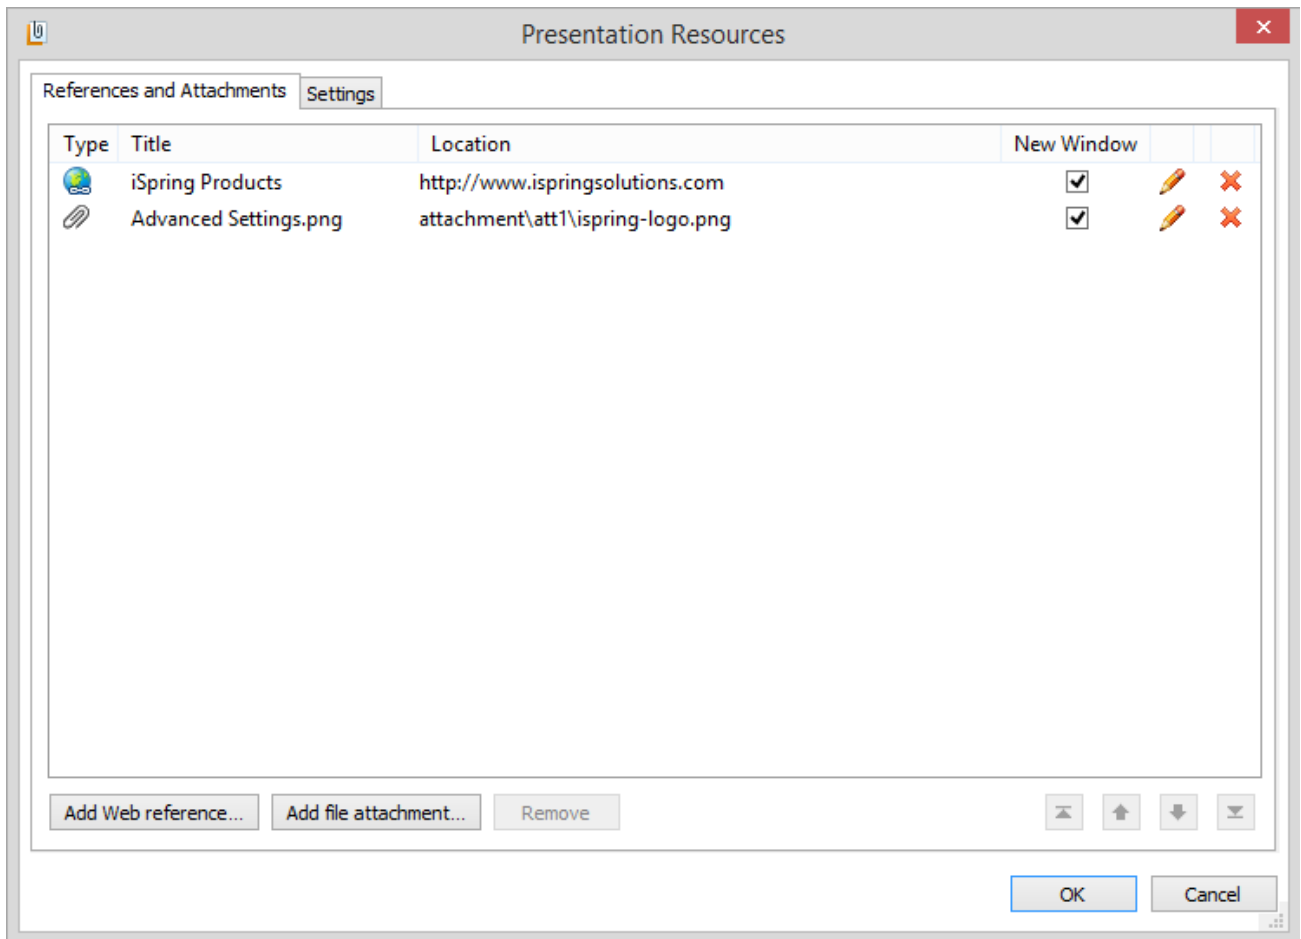 Presentation Resources
References and Attachments Settings
Type Title Location New Window
iSpring Products http://www.ispringsolutions.com
Advanced Settings.png attachment\att1\ispring-logo.png
Add Web reference... Add file attachment... Remove
OK Cancel